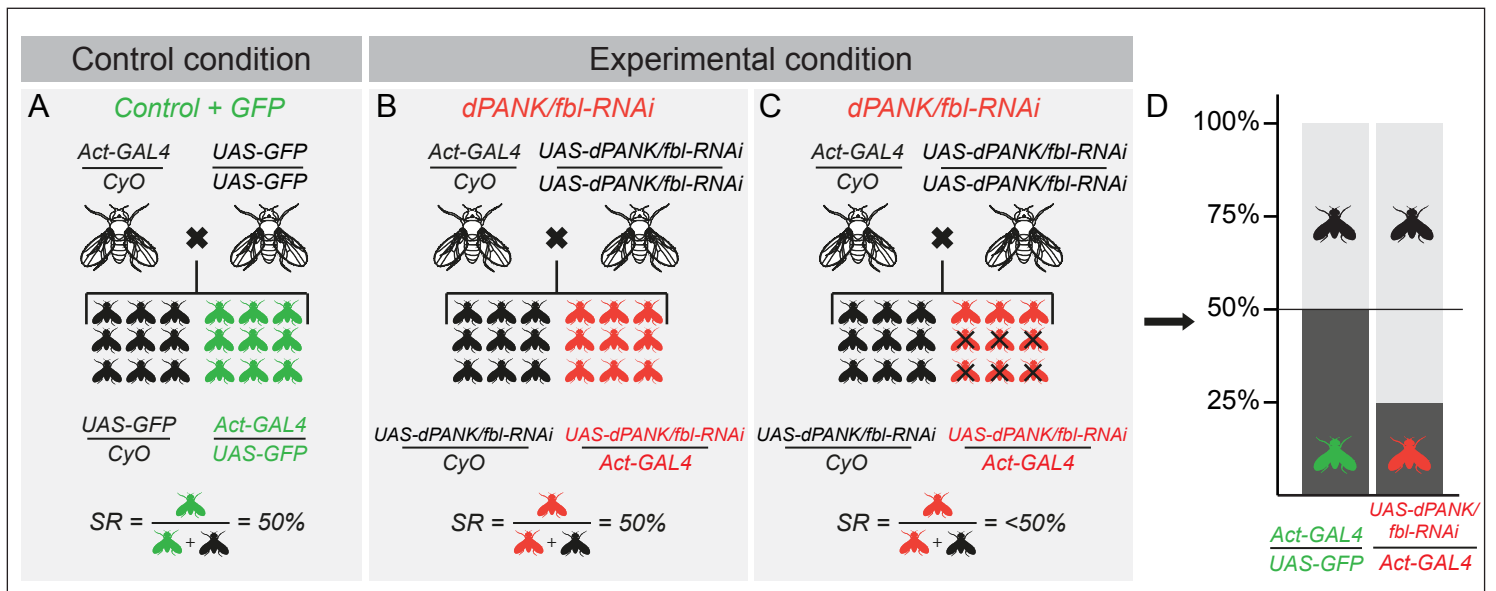 Control condition
Experimental condition
A
Control + GFP
Act-GAL4
CyO
UAS-GFP
UAS-GFP
UAS-GFP
CyO
Act-GAL4
UAS-GFP
SR =
+
= 50%
B
dPANK/fbl-RNAi
Act-GAL4
CyO
UAS-dPANK/fbl-RNAi
UAS-dPANK/fbl-RNAi
UAS-dPANK/fbl-RNAi
CyO
UAS-dPANK/fbl-RNAi
Act-GAL4
SR =
+
= 50%
C
dPANK/fbl-RNAi
Act-GAL4
CyO
UAS-dPANK/fbl-RNAi
UAS-dPANK/fbl-RNAi
UAS-dPANK/fbl-RNAi
CyO
UAS-dPANK/fbl-RNAi
Act-GAL4
SR =
+
= <50%
D
100%
75%
50%
25%
Act-GAL4
UAS-GFP
UAS-dPANK/
fbl-RNAi
Act-GAL4